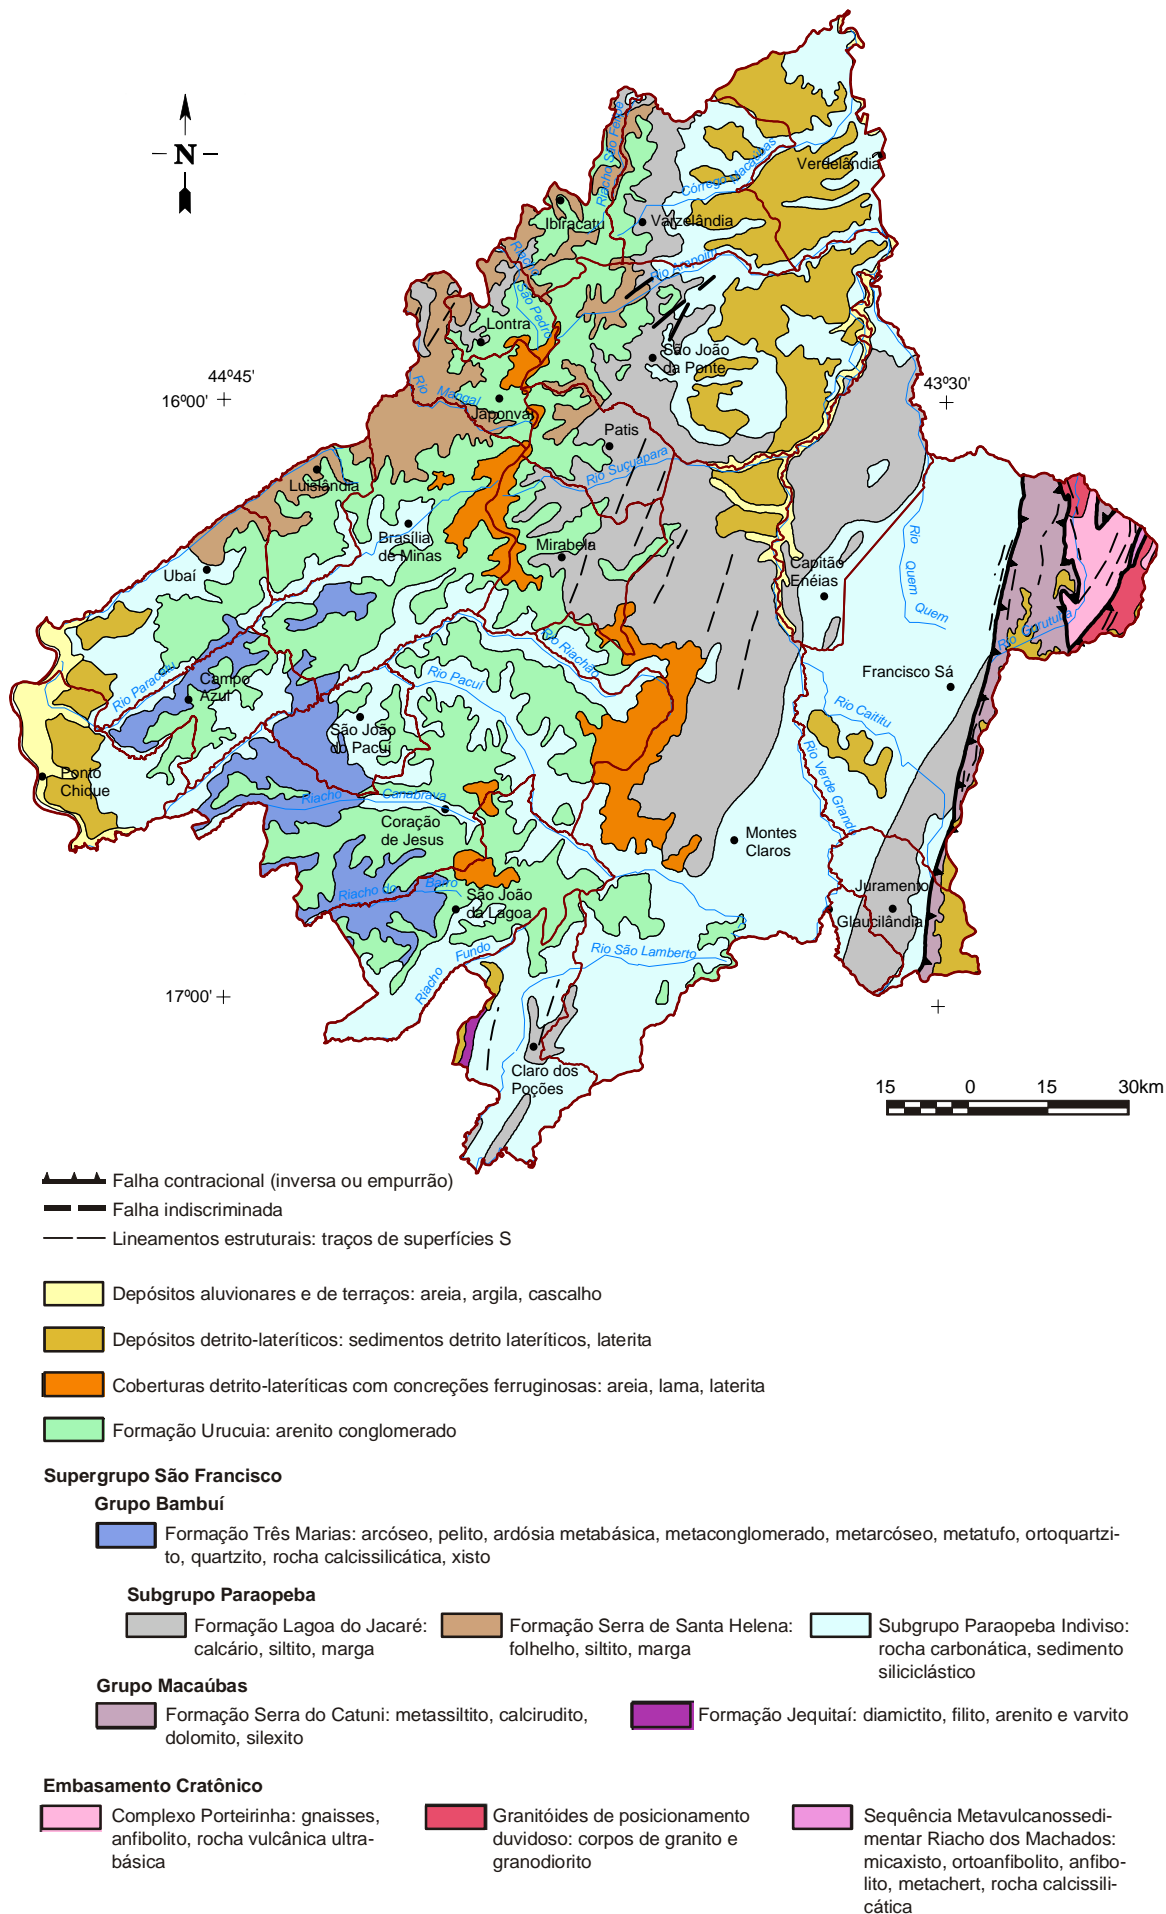 N
Verdelândia
Córrego Macaúbas
Riacho São Felipe
Ibiracatu
Varzelândia
Riacho
São Pedro
Lontra
São João
da Ponte
44º45'
16º00'
43º30'
Rio
Mangal
Japonvar
Patis
Rio Suçuapara
Luislândia
Brasília
de Minas
Mirabela
Ubaí
Capitão
Enéias
Rio
Quem
Quem
Rio Gorutuba
Rio Riachão
Rio Pacuí
Francisco Sá
Rio Paracatu
Campo
Azul
São João
do Pacuí
Rio Caititu
Rio Verde Grande
Ponto
Chique
Riacho
Canabrava
Coração
de Jesus
Montes
Claros
Riacho do
Barro
São João
da Lagoa
Juramento
Glaucilândia
Riacho
Fundo
Rio São Lamberto
17º00'
Claro dos
Poções
15 0 15 30km
Falha contracional (inversa ou empurrão)
Falha indiscriminada
Lineamentos estruturais: traços de superfícies S
Depósitos aluvionares e de terraços: areia, argila, cascalho
Depósitos detrito-lateríticos: sedimentos detrito lateríticos, laterita
Coberturas detrito-lateríticas com concreções ferruginosas: areia, lama, laterita
Formação Urucuia: arenito conglomerado
Supergrupo São Francisco
Grupo Bambuí
Formação Três Marias: arcóseo, pelito, ardósia metabásica, metaconglomerado, metarcóseo, metatufo, ortoquartzi-
to, quartzito, rocha calcissilicática, xisto
Subgrupo Paraopeba
Formação Lagoa do Jacaré:
calcário, siltito, marga
Formação Serra de Santa Helena:
folhelho, siltito, marga
Subgrupo Paraopeba Indiviso:
rocha carbonática, sedimento
siliciclástico
Grupo Macaúbas
Formação Serra do Catuni: metassiltito, calcirudito,
dolomito, silexito
Formação Jequitaí: diamictito, filito, arenito e varvito
Embasamento Cratônico
Complexo Porteirinha: gnaisses,
anfibolito, rocha vulcânica ultra-
básica
Granitóides de posicionamento
duvidoso: corpos de granito e
granodiorito
Sequência Metavulcanossedi-
mentar Riacho dos Machados:
micaxisto, ortoanfibolito, anfibo-
lito, metachert, rocha calcissili-
cática